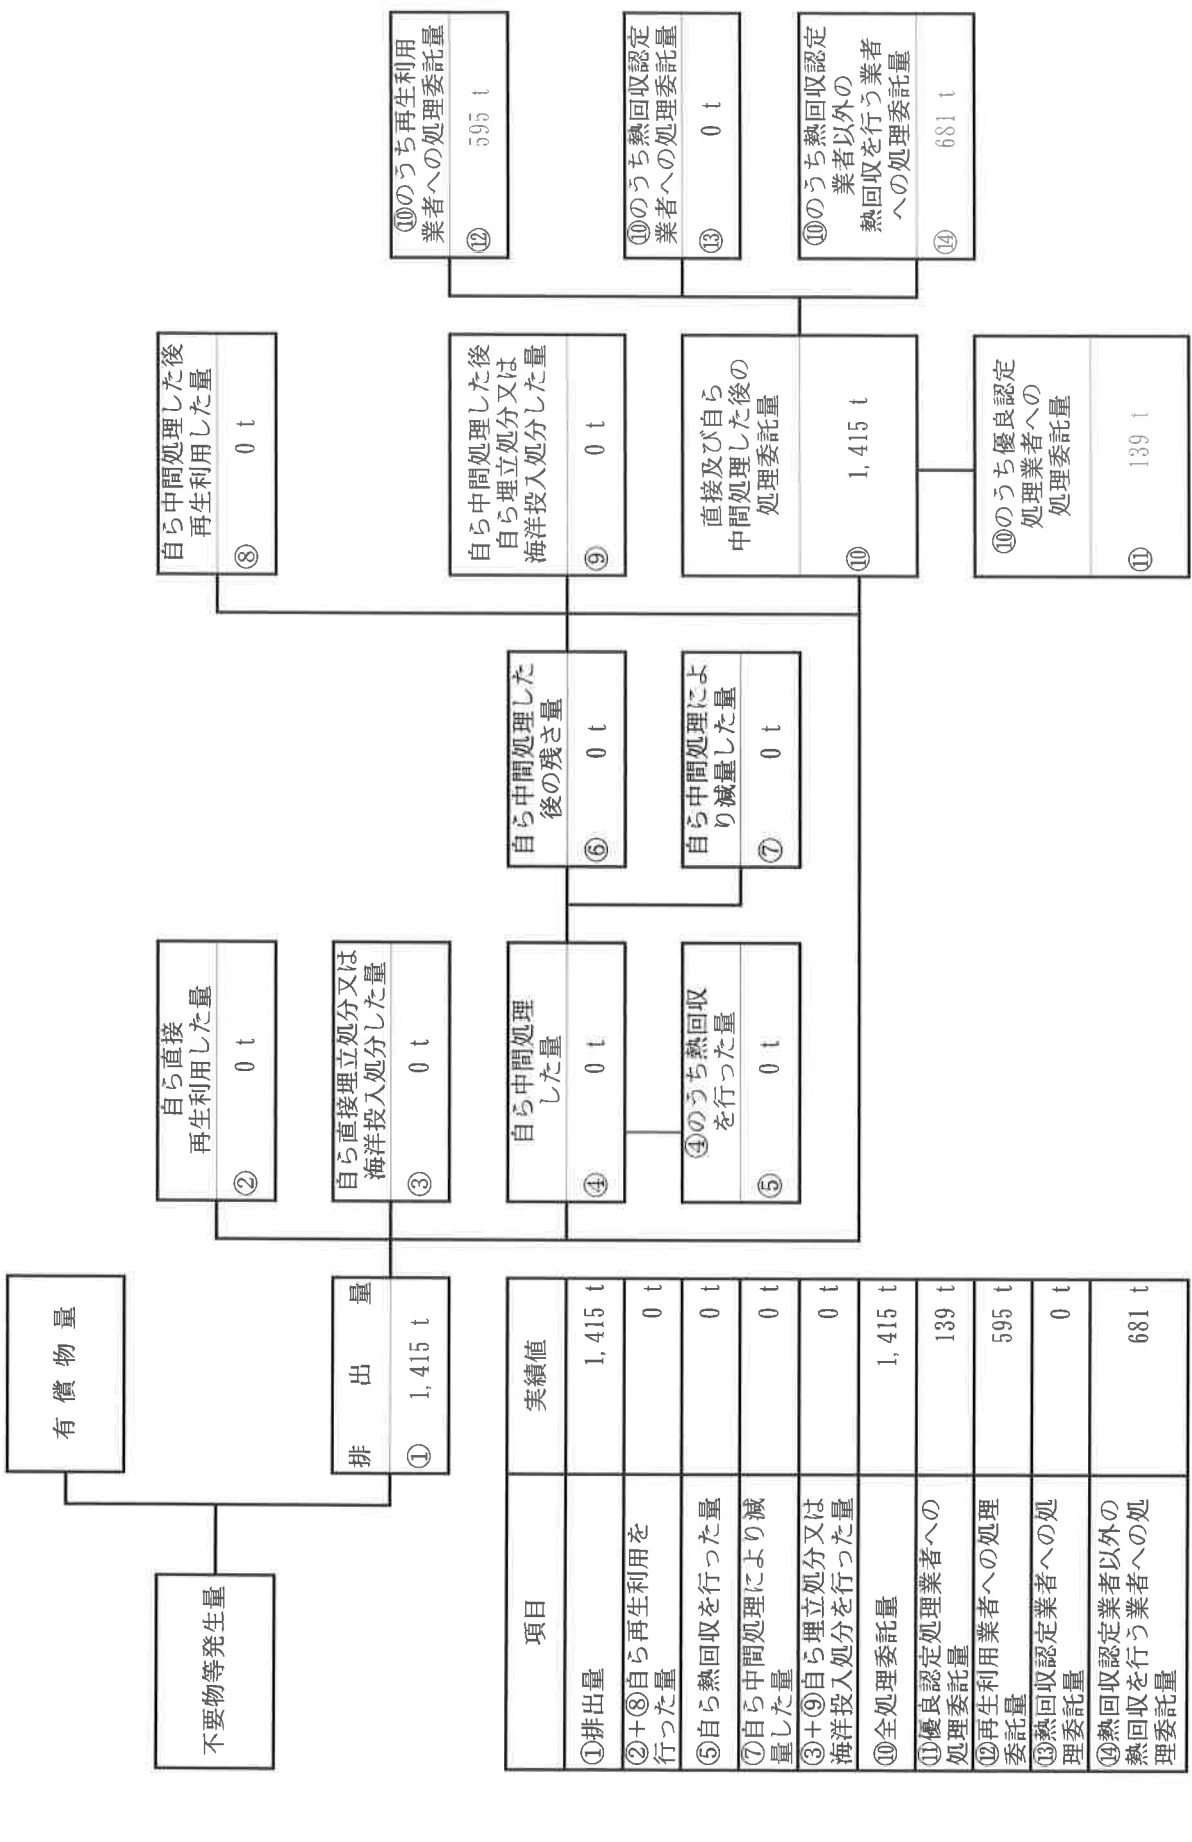 有償物量
不要物等発生量
排出量
① 1,415 t
自ら直接
再生利用した量
② 0 t
自ら直接埋立処分又は
海洋投入処分した量
③ 0 t
自ら中間処理
した量
④ 0 t
④のうち熱回収
を行った量
⑤ 0 t
自ら中間処理した
後の残さ量
⑥ 0 t
自ら中間処理によ
り減量した量
⑦ 0 t
自ら中間処理した後
再生利用した量
⑧ 0 t
自ら中間処理した後
自ら埋立処分又は
海洋投入処分した量
⑨ 0 t
直接及び自ら
中間処理した後の
処理委託量
⑩ 1,415 t
⑩のうち優良認定
処理業者への
処理委託量
⑪ 139 t
⑩のうち再生利用
業者への処理委託量
⑫ 595 t
⑩のうち熱回収認定
業者への処理委託量
⑬ 0 t
⑩のうち熱回収認定
業者以外の
熱回収を行う業者
への処理委託量
⑭ 681 t
項目 実績値
①排出量 1,415 t
②+⑧自ら再生利用を
行った量 0 t
⑤自ら熱回収を行った量 0 t
⑦自ら中間処理により減
量した量 0 t
③+⑨自ら埋立処分又は
海洋投入処分を行った量 0 t
⑩全処理委託量 1,415 t
⑪優良認定処理業者への
処理委託量 139 t
⑫再生利用業者への処理
委託量 595 t
⑬熱回収認定業者への処
理委託量 0 t
⑭熱回収認定業者以外の
熱回収を行う業者への処
理委託量 681 t